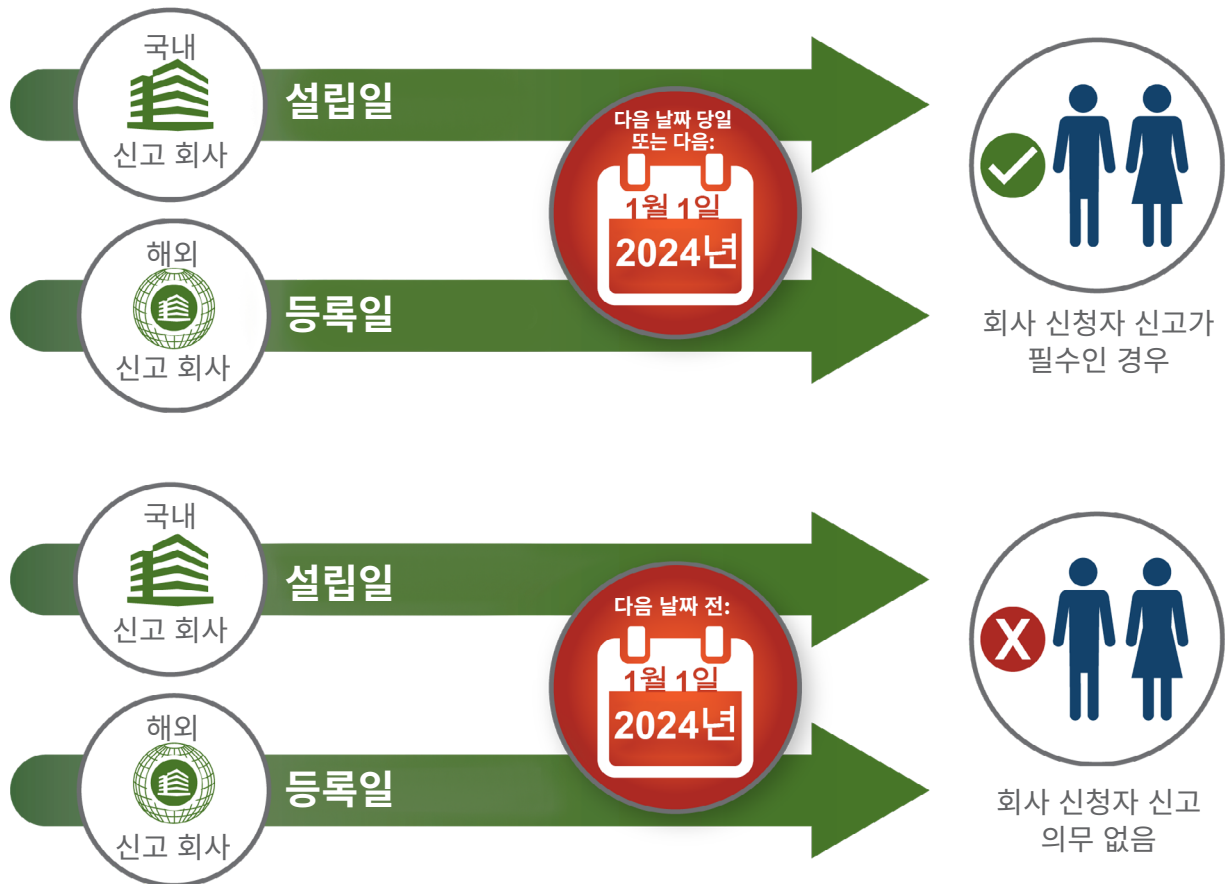 국내
신고 회사
설립일
다음 날짜 당일
또는 다음:
1월 1일
2024년
해외
신고 회사
등록일
회사 신청자 신고가
필수인 경우
국내
신고 회사
설립일
다음 날짜 전:
1월 1일
2024년
해외
신고 회사
등록일
X
회사 신청자 신고
의무 없음